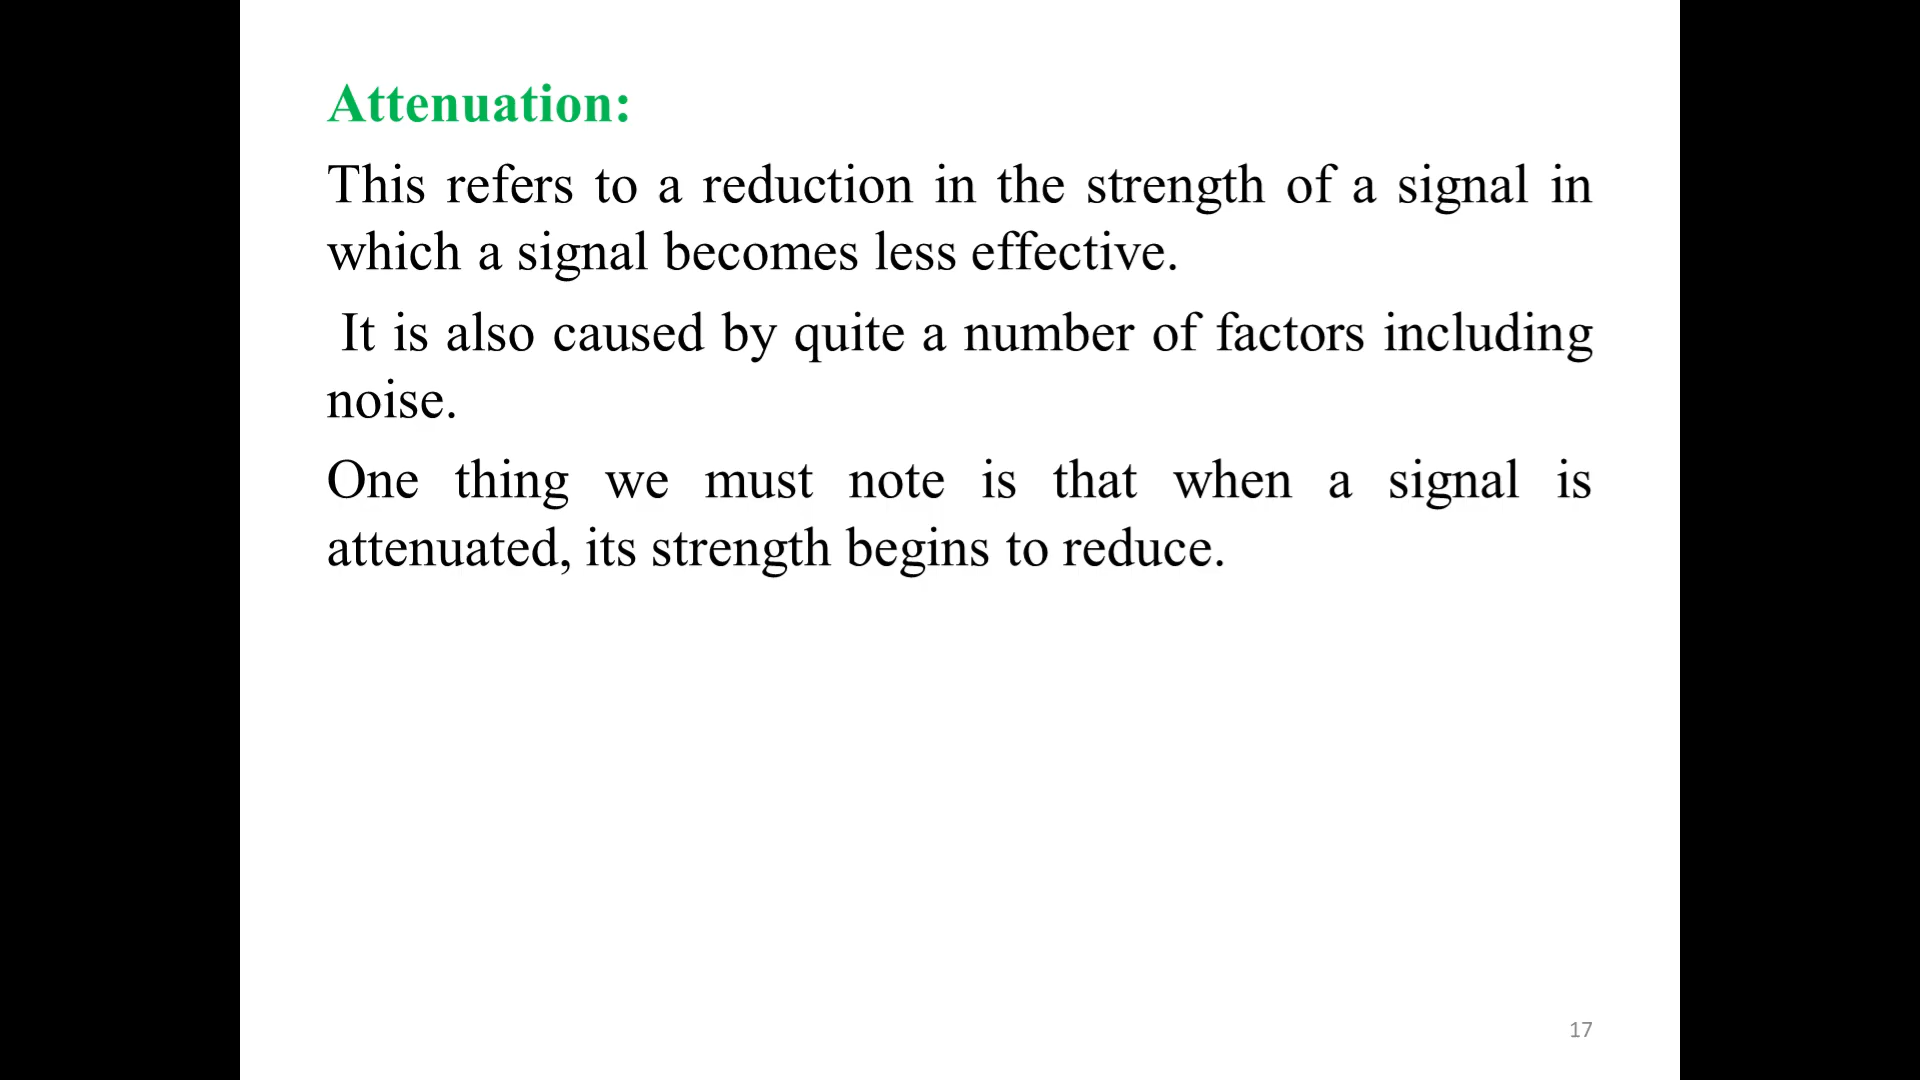 Attenuation:
This refers to a reduction in the strength of a signal in
which a signal becomes less effective.
It is also caused by quite a number of factors including
noise.
One thing we must note is that when a signal is
attenuated, its strength begins to reduce.
17